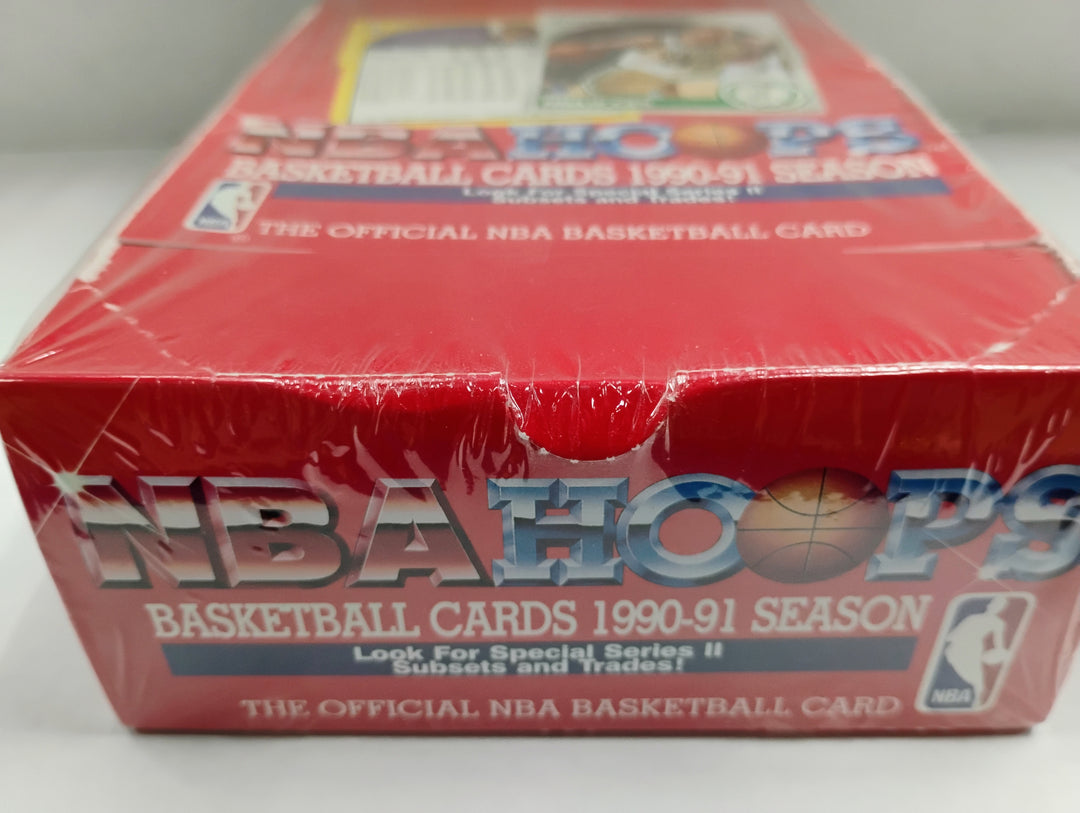 NBA HOOPS
BASKETBALL CARDS 1990-91 SEASON
Look For Special Series II
Subsets and Trades!
NBA
THE OFFICIAL NBA BASKETBALL CARD
NBA HOOPS
BASKETBALL CARDS 1990-91 SEASON
Look For Special Series II
Subsets and Trades!
NBA
THE OFFICIAL NBA BASKETBALL CARD